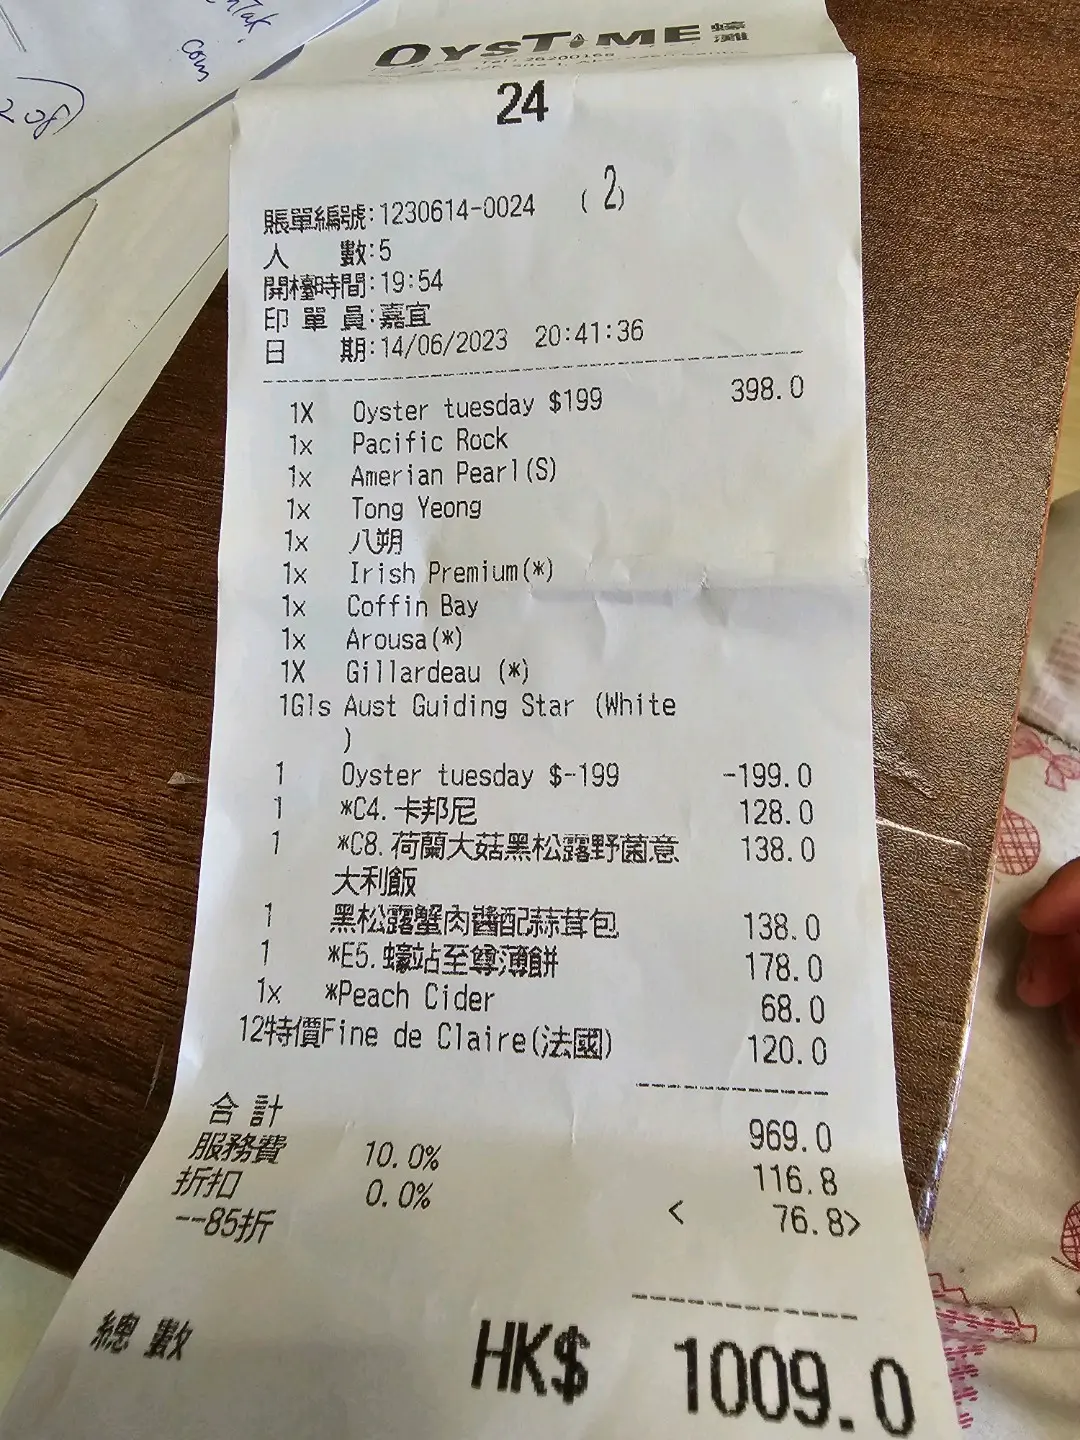 OYSTIME 蠔灘
24
賬單編號:1230614-0024 (2)
人 數:5
開檯時間:19:54
印 單 員:嘉宜
日 期:14/06/2023 20:41:36
1X Oyster tuesday $199 398.0
1x Pacific Rock
1x Amerian Pearl(S)
1x Tong Yeong
1x 八朔
1x Irish Premium(*)
1x Coffin Bay
1x Arousa(*)
1X Gillardeau (*)
1Gls Aust Guiding Star (White
)
1 Oyster tuesday $-199 -199.0
1 *C4. 卡邦尼 128.0
1 *C8. 荷蘭大菇黑松露野菌意 138.0
大利飯
1 黑松露蟹肉醬配蒜茸包 138.0
1 *E5. 蠔站至尊薄餅 178.0
1x *Peach Cider 68.0
12特價Fine de Claire(法國) 120.0
合 計 969.0
服務費 10.0% 116.8
折扣 0.0% < 76.8>
--85折
總 數 HK$ 1009.0